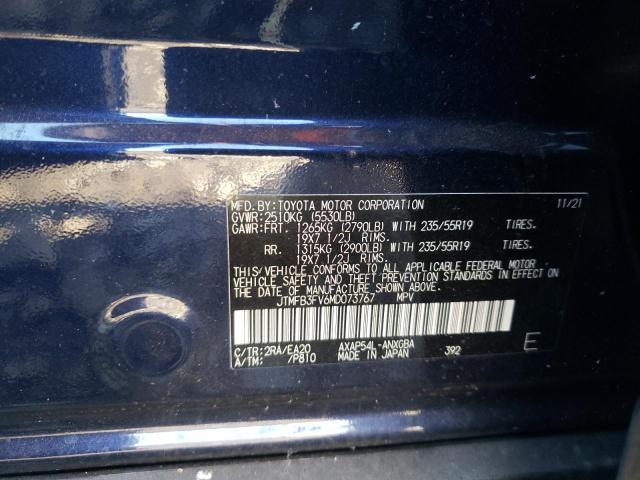 MFD. BY: TOYOTA MOTOR CORPORATION 11/21
GVWR: 2510KG (5530LB)
GAWR: FRT. 1265KG (2790LB) WITH 235/55R19 TIRES.
19X7 1/2J RIMS.
RR. 1315KG (2900LB) WITH 235/55R19 TIRES.
19X7 1/2J RIMS.
THIS VEHICLE CONFORMS TO ALL APPLICABLE FEDERAL MOTOR
VEHICLE SAFETY AND THEFT PREVENTION STANDARDS IN EFFECT
ON THE DATE OF MANUFACTURE SHOWN ABOVE.
JTMFB3FV6MD073767 MPV
C/TR: 2RA/EA20 AXAP54L-ANXGBA
A/TM: /P810 MADE IN JAPAN 392 E